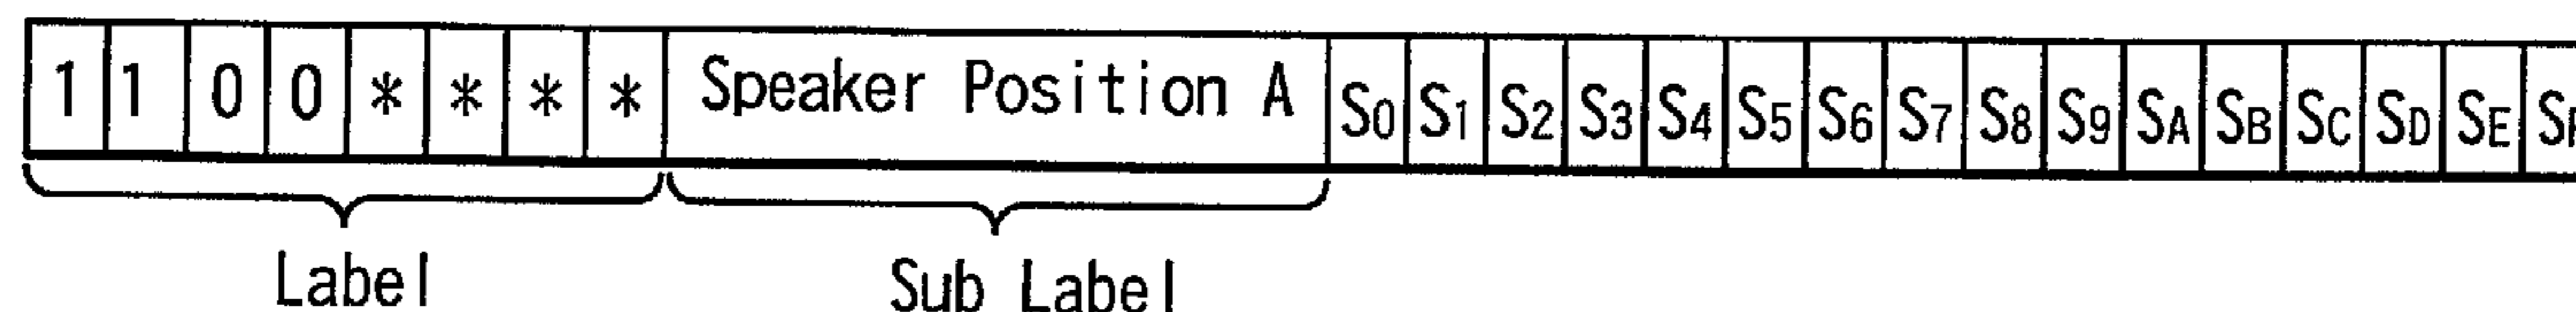 1 1 0 0 * * * * Speaker Position A S0 S1 S2 S3 S4 S5 S6 S7 S8 S9 SA SB SC SD SE
Label Sub Label